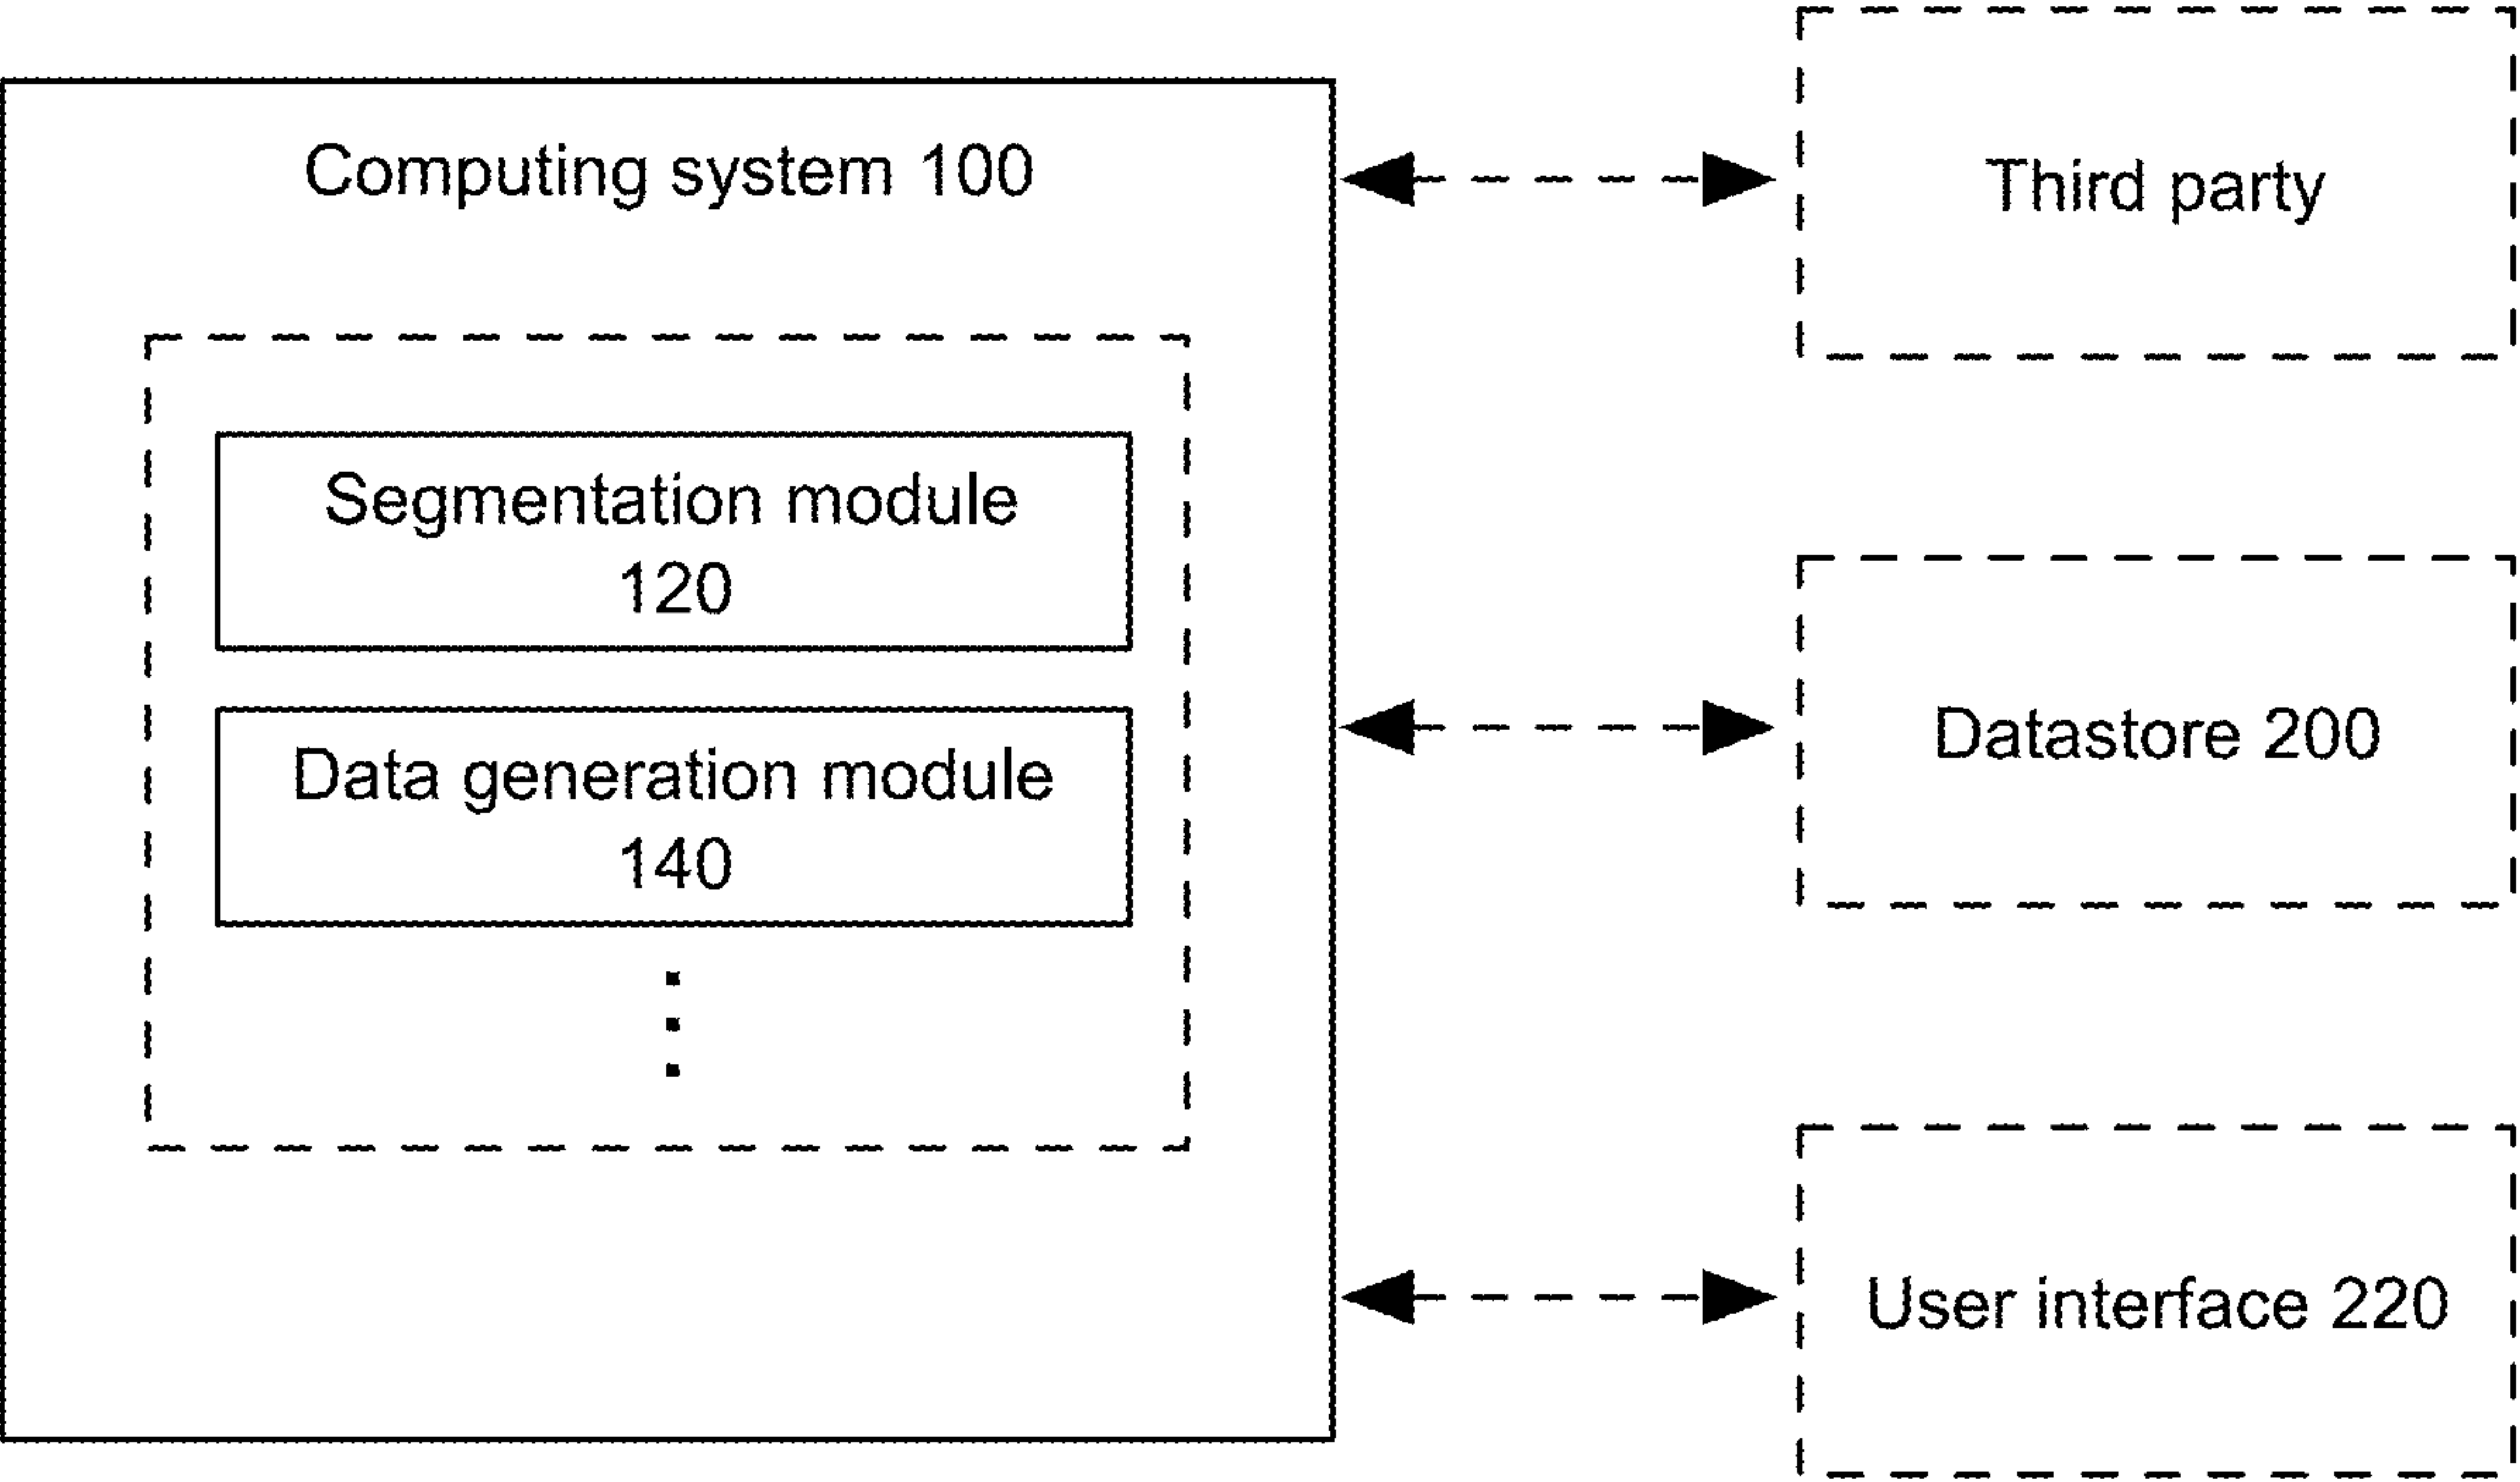 Computing system 100
Segmentation module
120
Data generation module
140
Third party
Datastore 200
User interface 220